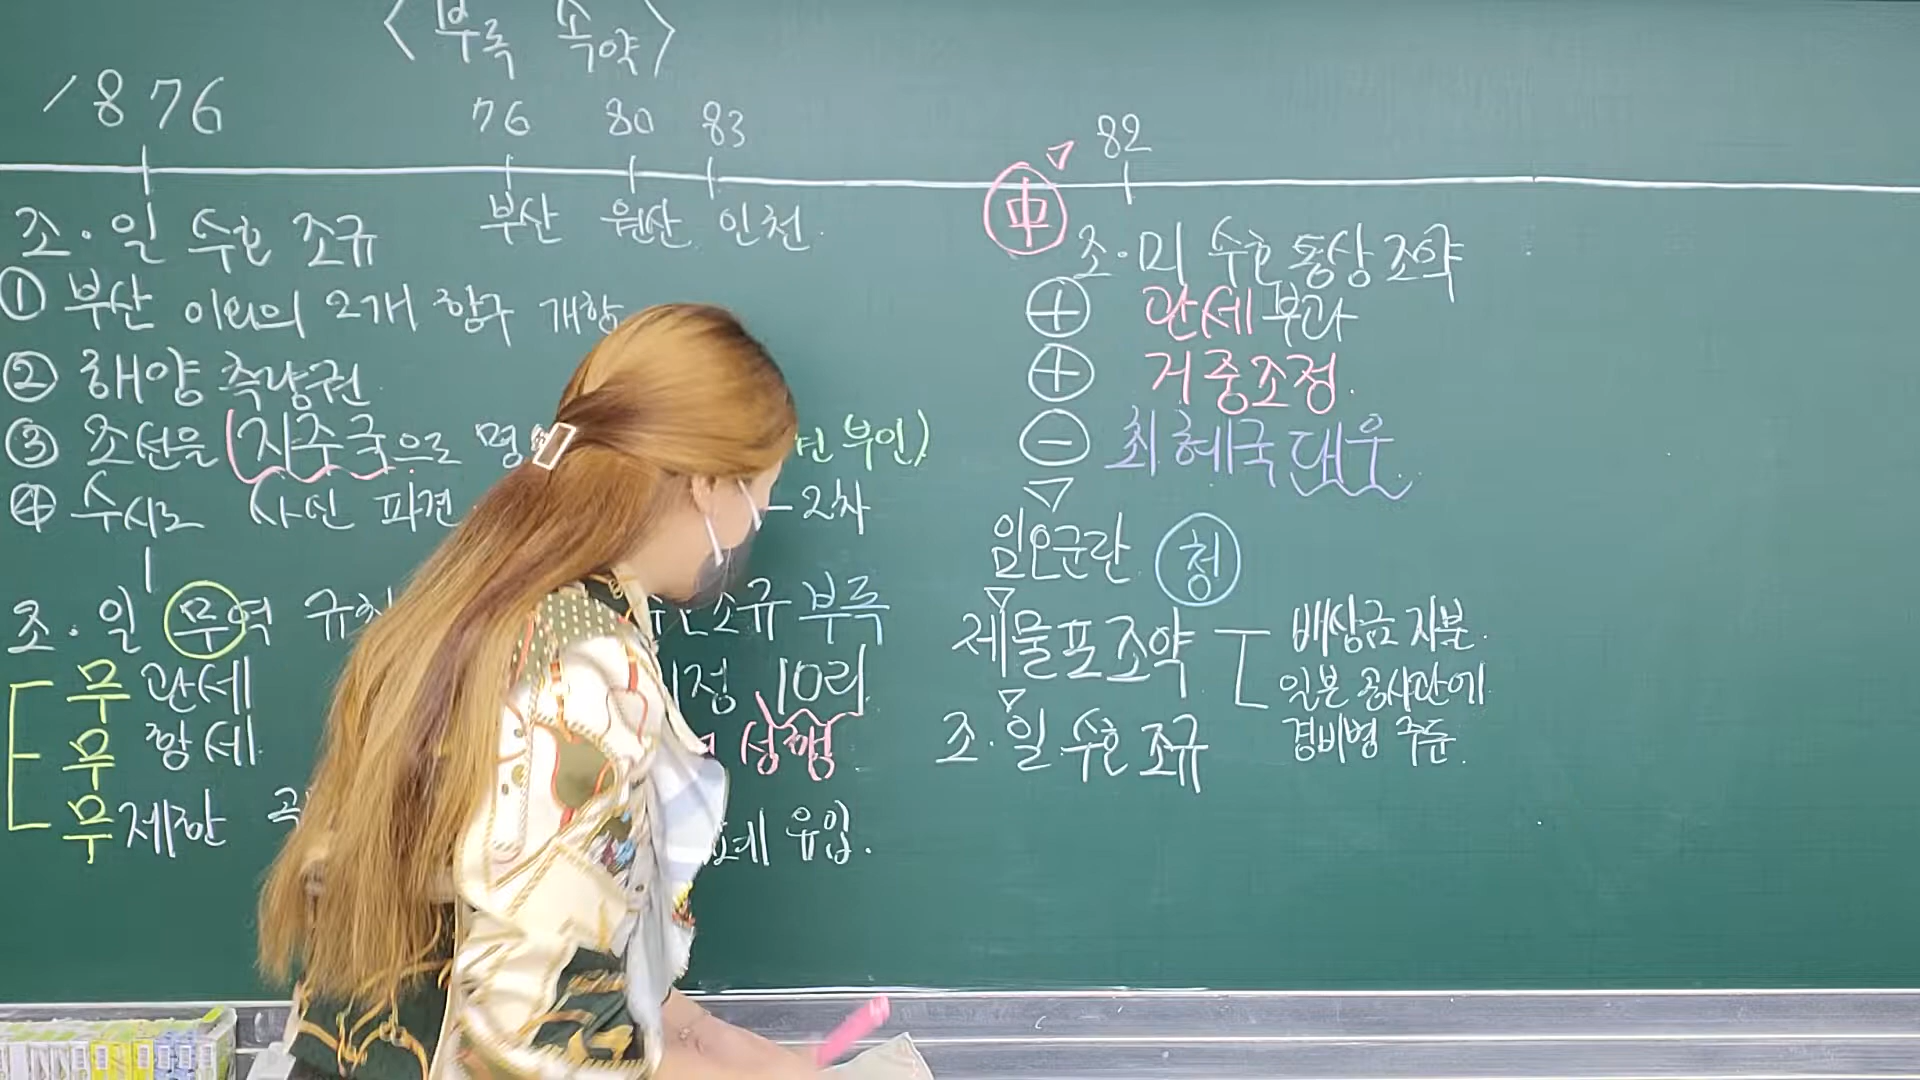 〈부록 속약〉
1876
76 80 83
82
부산 원산 인천
中
조·일 수호 조규
① 부산 이외의 2개 항구 개항
② 해양 측량권
③ 조선을 자주국으로 명
부인)
④ 수시로 사신 파견
- 2차
조·일 무역 규칙
조규 부록
무관세
무항세
무제한
10리
유입.
조·미 수호 통상 조약
⊕ 관세 부과
⊕ 거중조정.
⊖ 최혜국 대우
임오군란 청
제물포 조약
배상금 지불.
일본 공사관에
경비병 주둔.
조·일 수호 조규